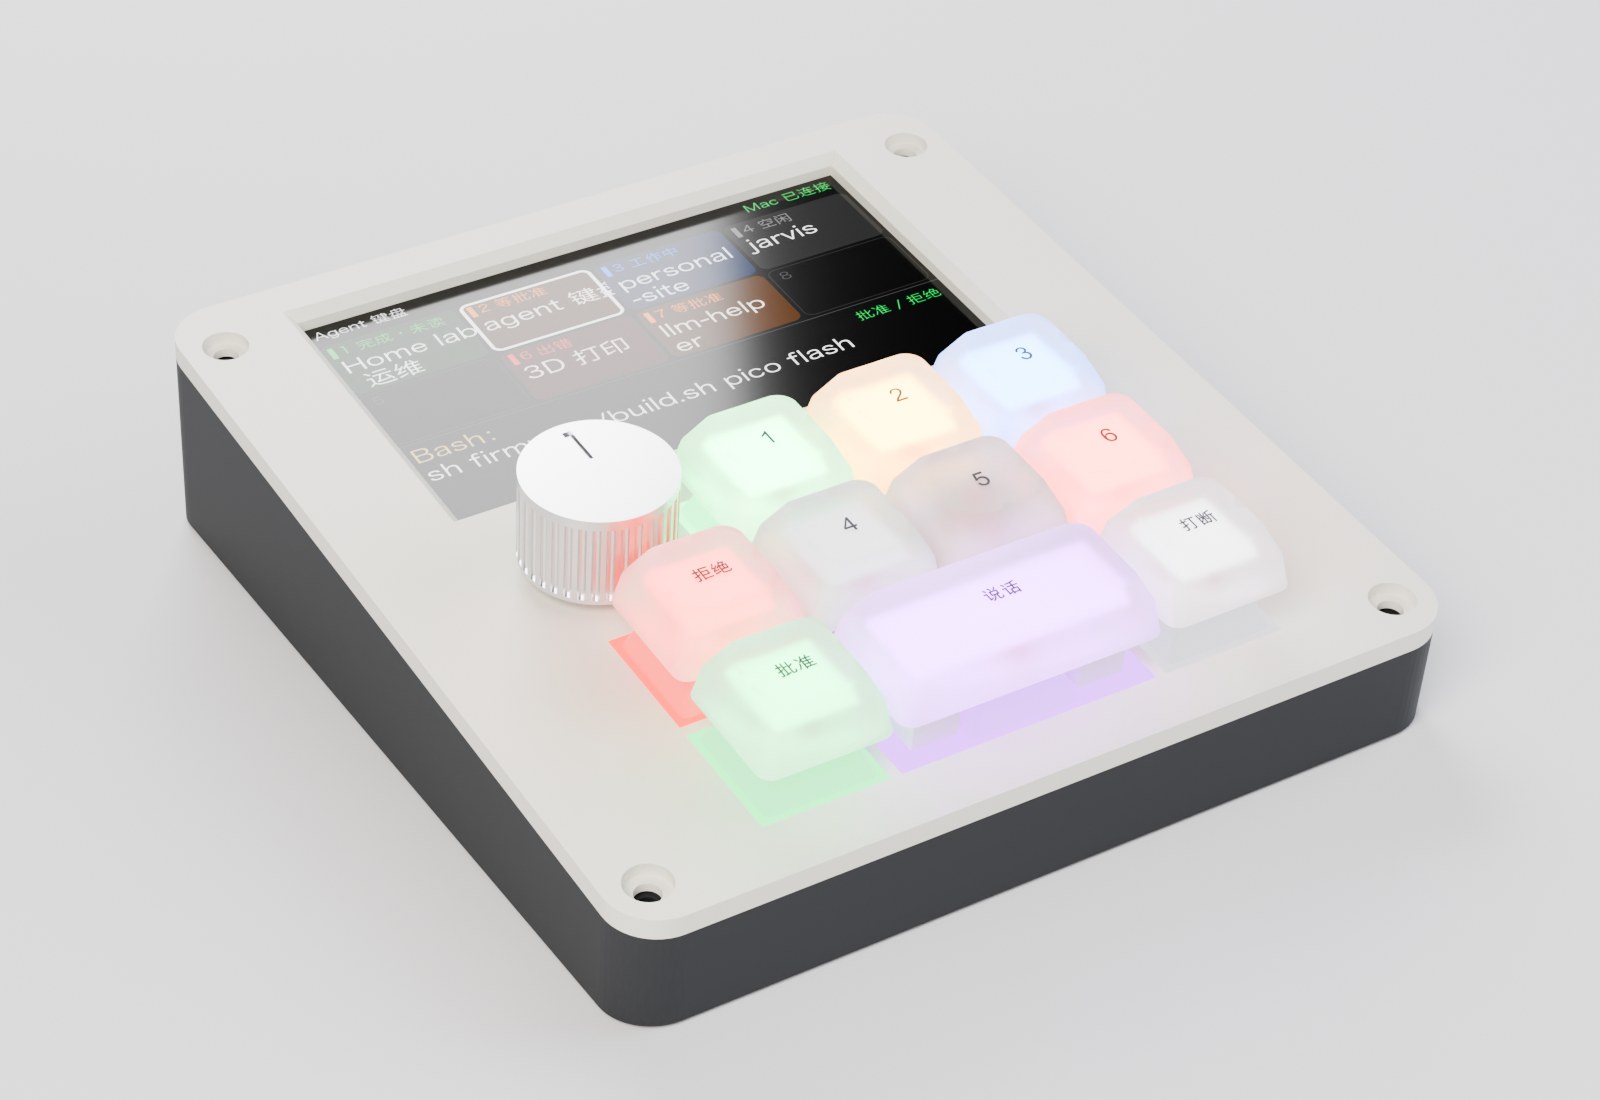 Agent 键盘
Mac 已连接
1 完成 / 未读
Home lab
运维
2 等批准
agent 键
3 工作中
personal
-site
4 空闲
jarvis
6 出错
3D 打印
7 等批准
llm-help
er
8
Bash:
批准 / 拒绝
sh firm
/build.sh pico flash
1
2
3
4
5
6
拒绝
批准
说话
打断